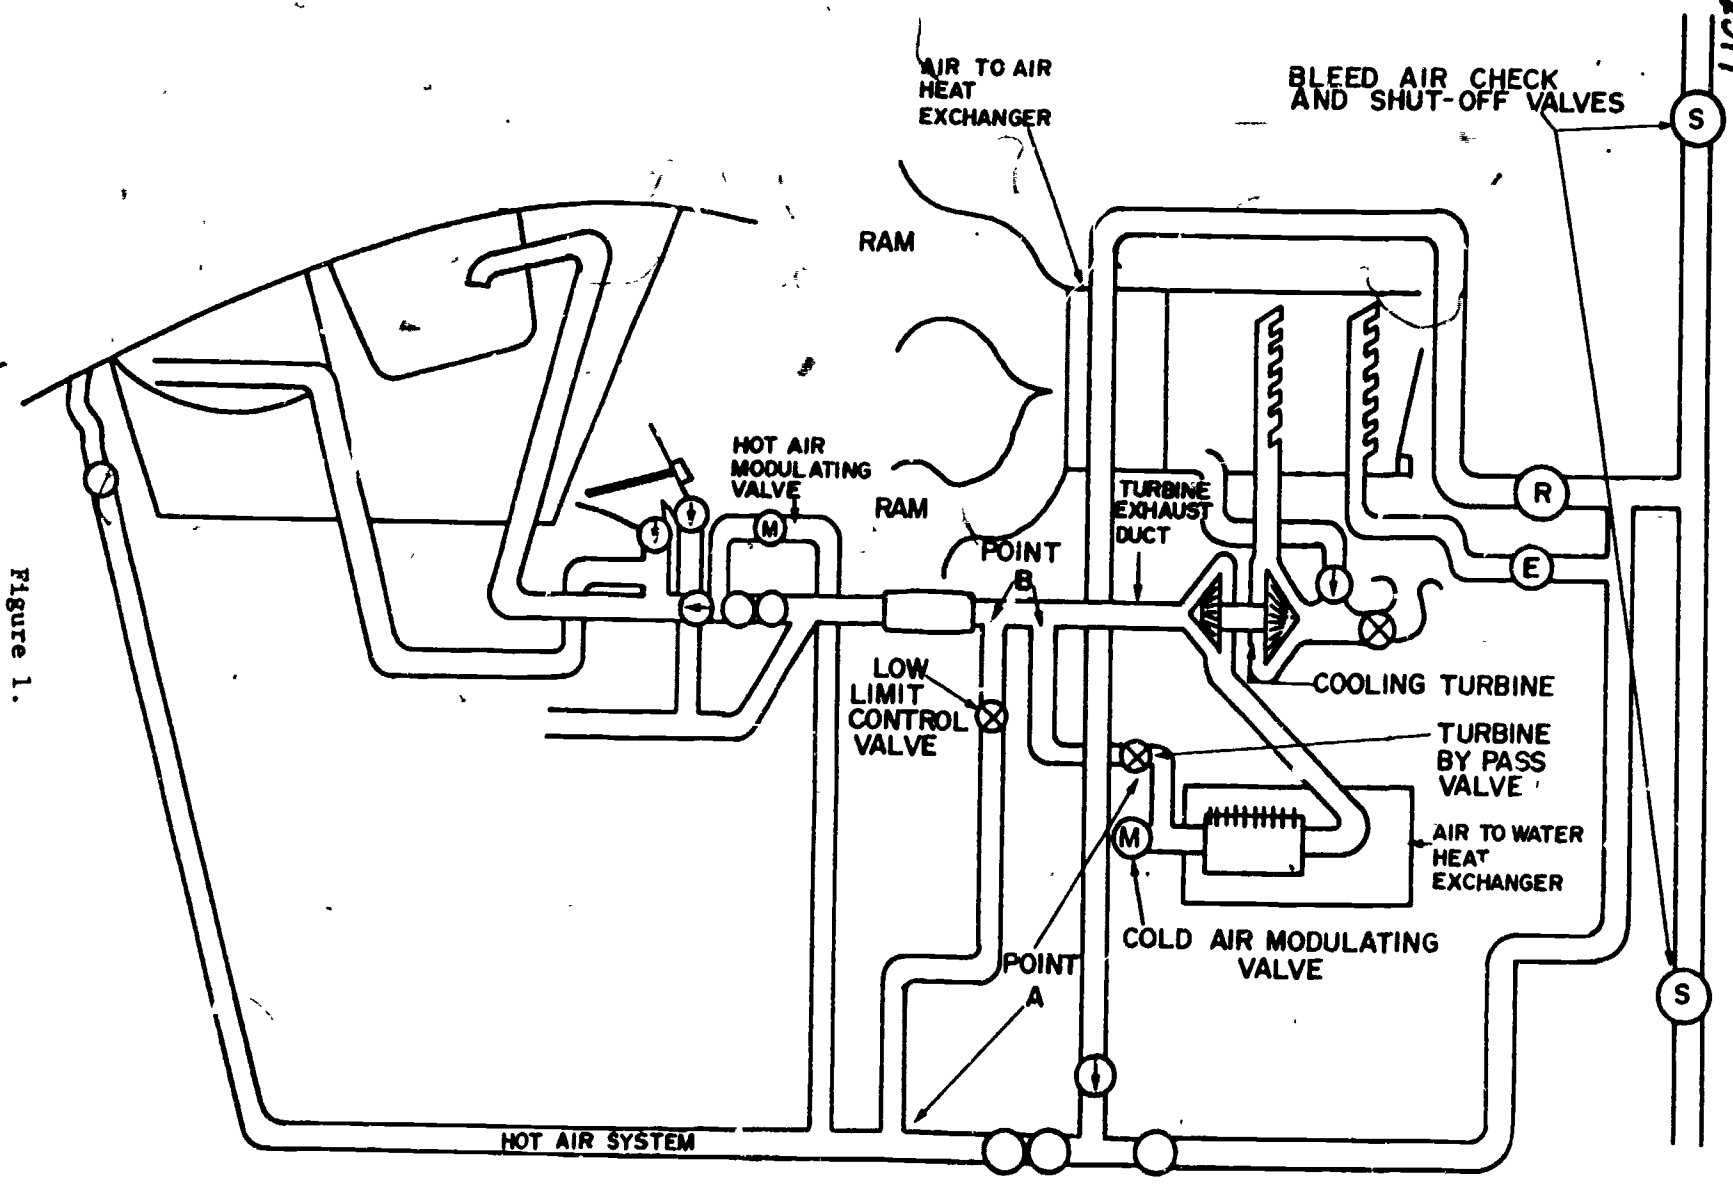 AIR TO AIR
HEAT
EXCHANGER
BLEED AIR CHECK
AND SHUT-OFF VALVES
S
RAM
HOT AIR
MODULATING
VALVE
M
RAM
TURBINE
EXHAUST
DUCT
R
POINT
B
E
LOW
LIMIT
CONTROL
VALVE
COOLING TURBINE
TURBINE
BY PASS
VALVE
M
AIR TO WATER
HEAT
EXCHANGER
COLD AIR MODULATING
VALVE
POINT
A
S
HOT AIR SYSTEM
Figure 1.